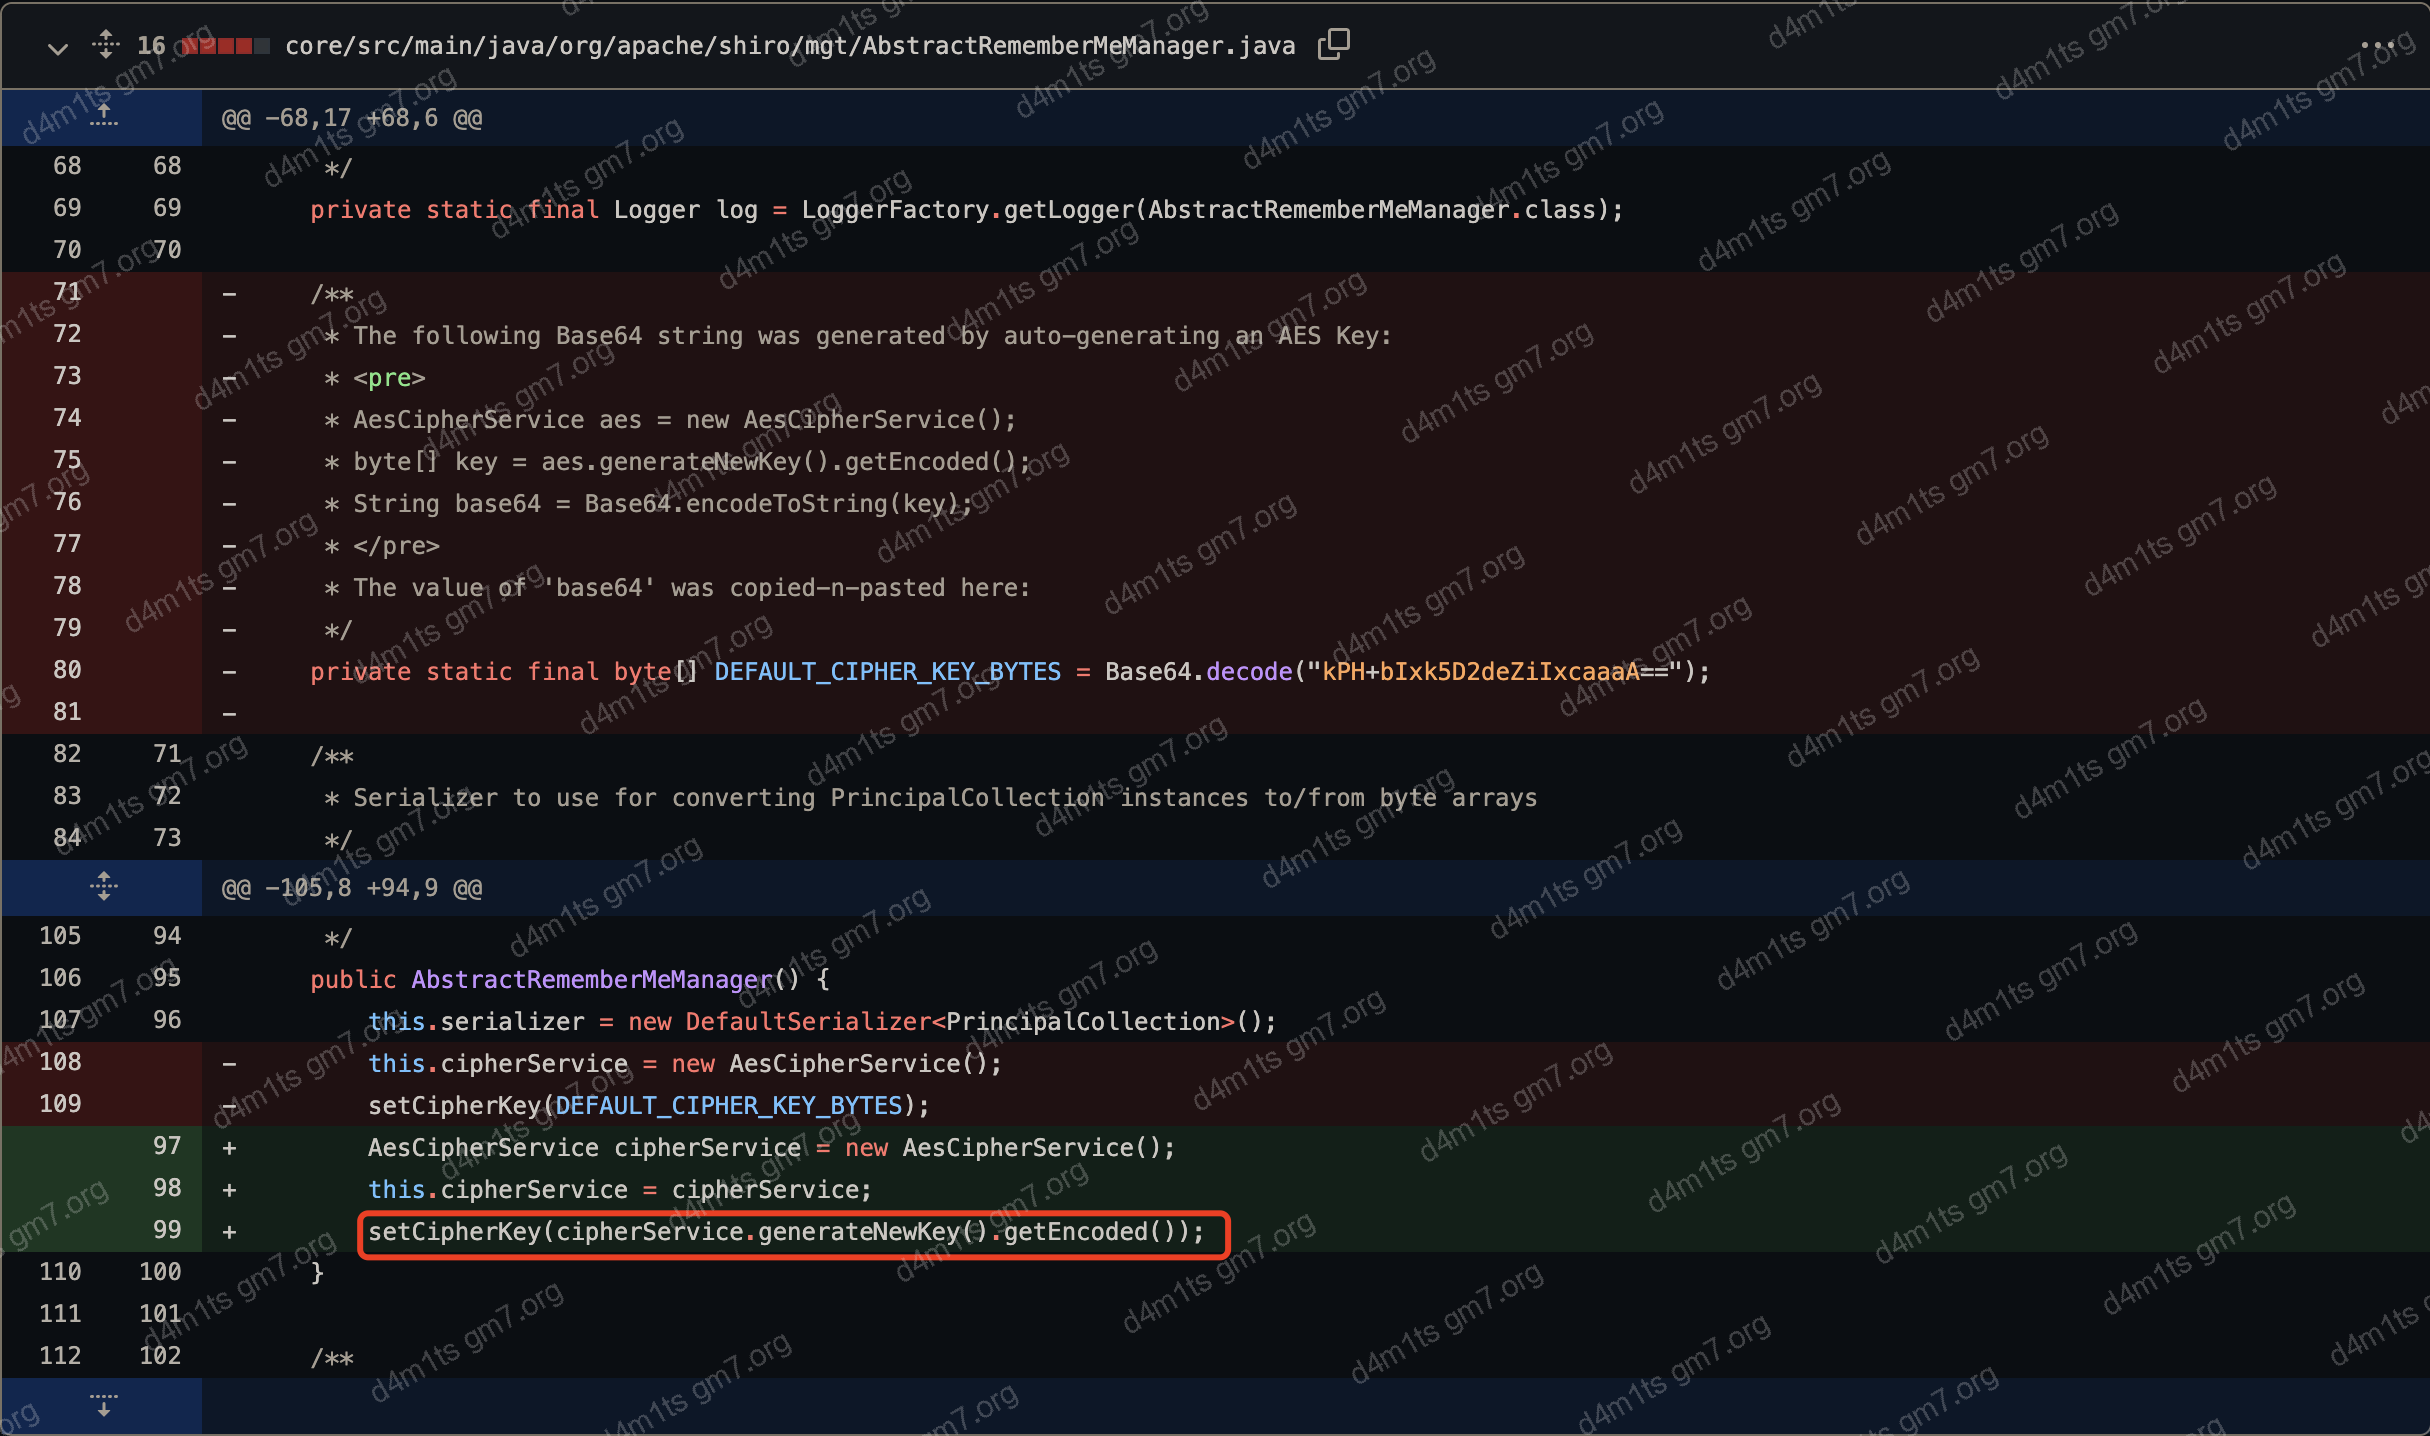 16 core/src/main/java/org/apache/shiro/mgt/AbstractRememberMeManager.java
@@ -68,17 +68,6 @@
68 68 */
69 69 private static final Logger log = LoggerFactory.getLogger(AbstractRememberMeManager.class);
70 70
71 - /**
72 - * The following Base64 string was generated by auto-generating an AES Key:
73 - * <pre>
74 - * AesCipherService aes = new AesCipherService();
75 - * byte[] key = aes.generateNewKey().getEncoded();
76 - * String base64 = Base64.encodeToString(key);
77 - * </pre>
78 - * The value of 'base64' was copied-n-pasted here:
79 - */
80 - private static final byte[] DEFAULT_CIPHER_KEY_BYTES = Base64.decode("kPH+bIxk5D2deZiIxcaaaA==");
81 -
82 71 /**
83 72 * Serializer to use for converting PrincipalCollection instances to/from byte arrays
84 73 */
@@ -105,8 +94,9 @@
105 94 */
106 95 public AbstractRememberMeManager() {
107 96 this.serializer = new DefaultSerializer<PrincipalCollection>();
108 - this.cipherService = new AesCipherService();
109 - setCipherKey(DEFAULT_CIPHER_KEY_BYTES);
97 + AesCipherService cipherService = new AesCipherService();
98 + this.cipherService = cipherService;
99 + setCipherKey(cipherService.generateNewKey().getEncoded());
110 100 }
111 101
112 102 /**
d4m1ts gm7.org